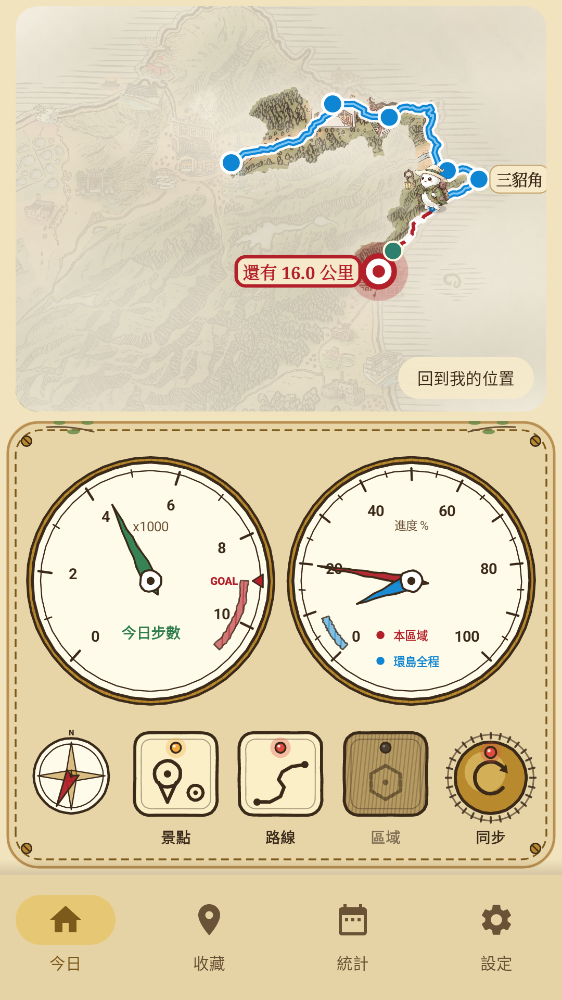 三貂角
還有 16.0 公里
回到我的位置
0
2
4
6
8
10
x1000
GOAL
今日步數
0
20
40
60
80
100
進度 %
本區域
環島全程
N
景點
路線
區域
同步
今日
收藏
統計
設定